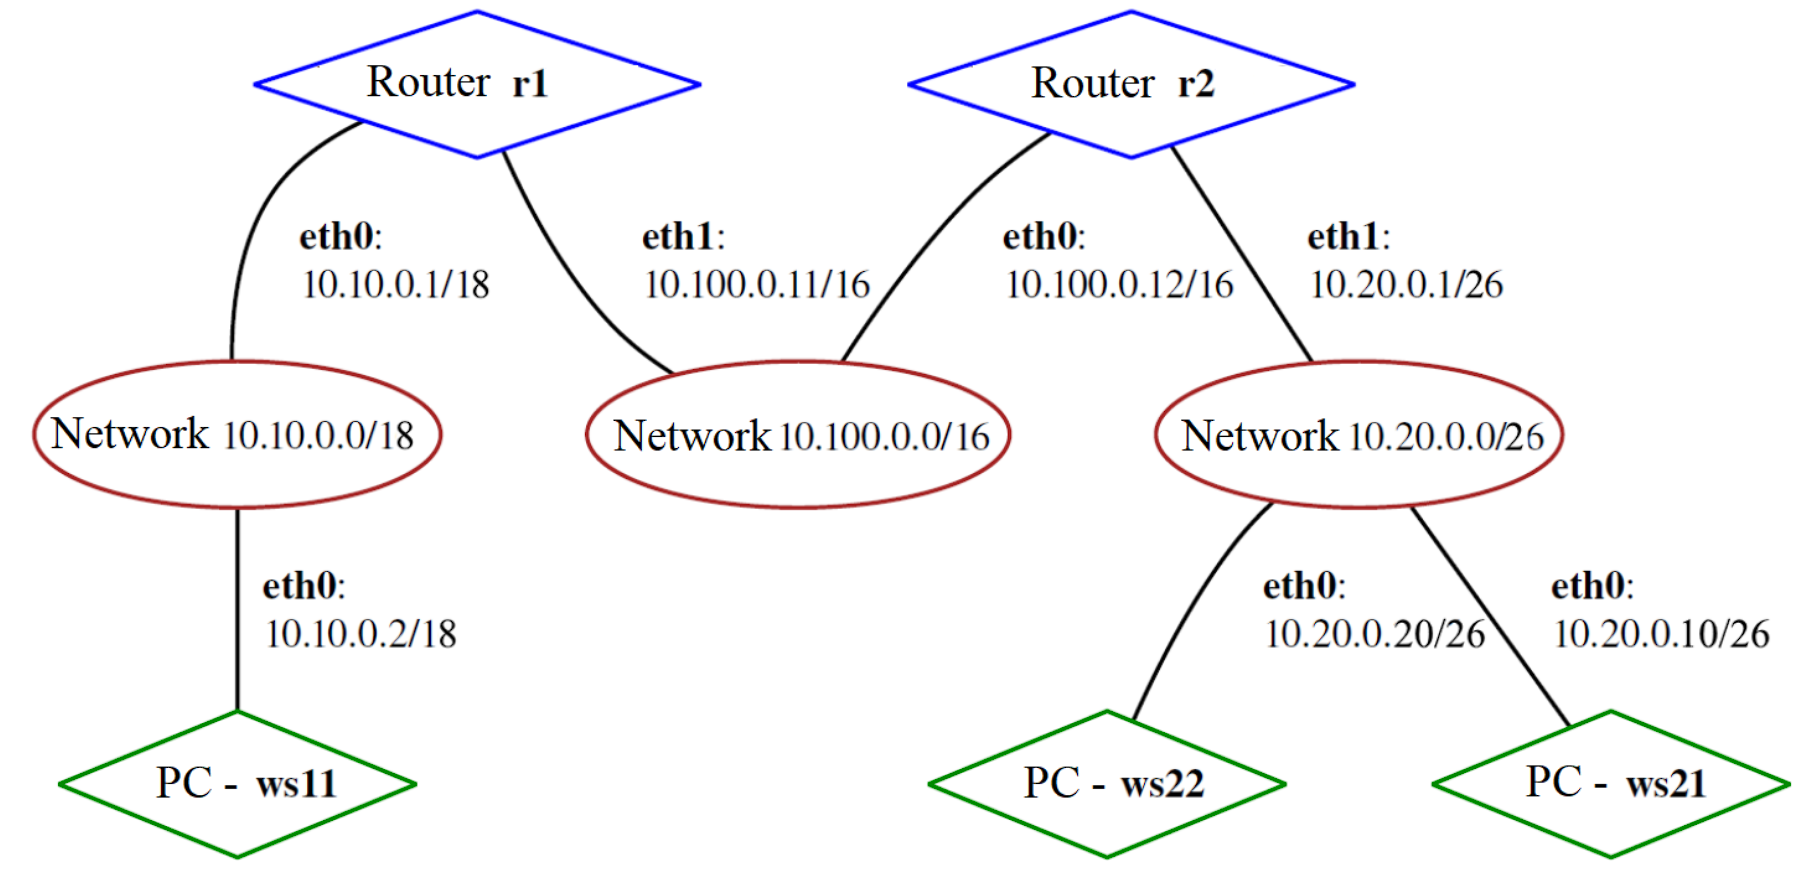 Router r1
Router r2
eth0:
10.10.0.1/18
eth1:
10.100.0.11/16
eth0:
10.100.0.12/16
eth1:
10.20.0.1/26
Network 10.10.0.0/18
Network 10.100.0.0/16
Network 10.20.0.0/26
eth0:
10.10.0.2/18
eth0:
10.20.0.20/26
eth0:
10.20.0.10/26
PC - ws11
PC - ws22
PC - ws21